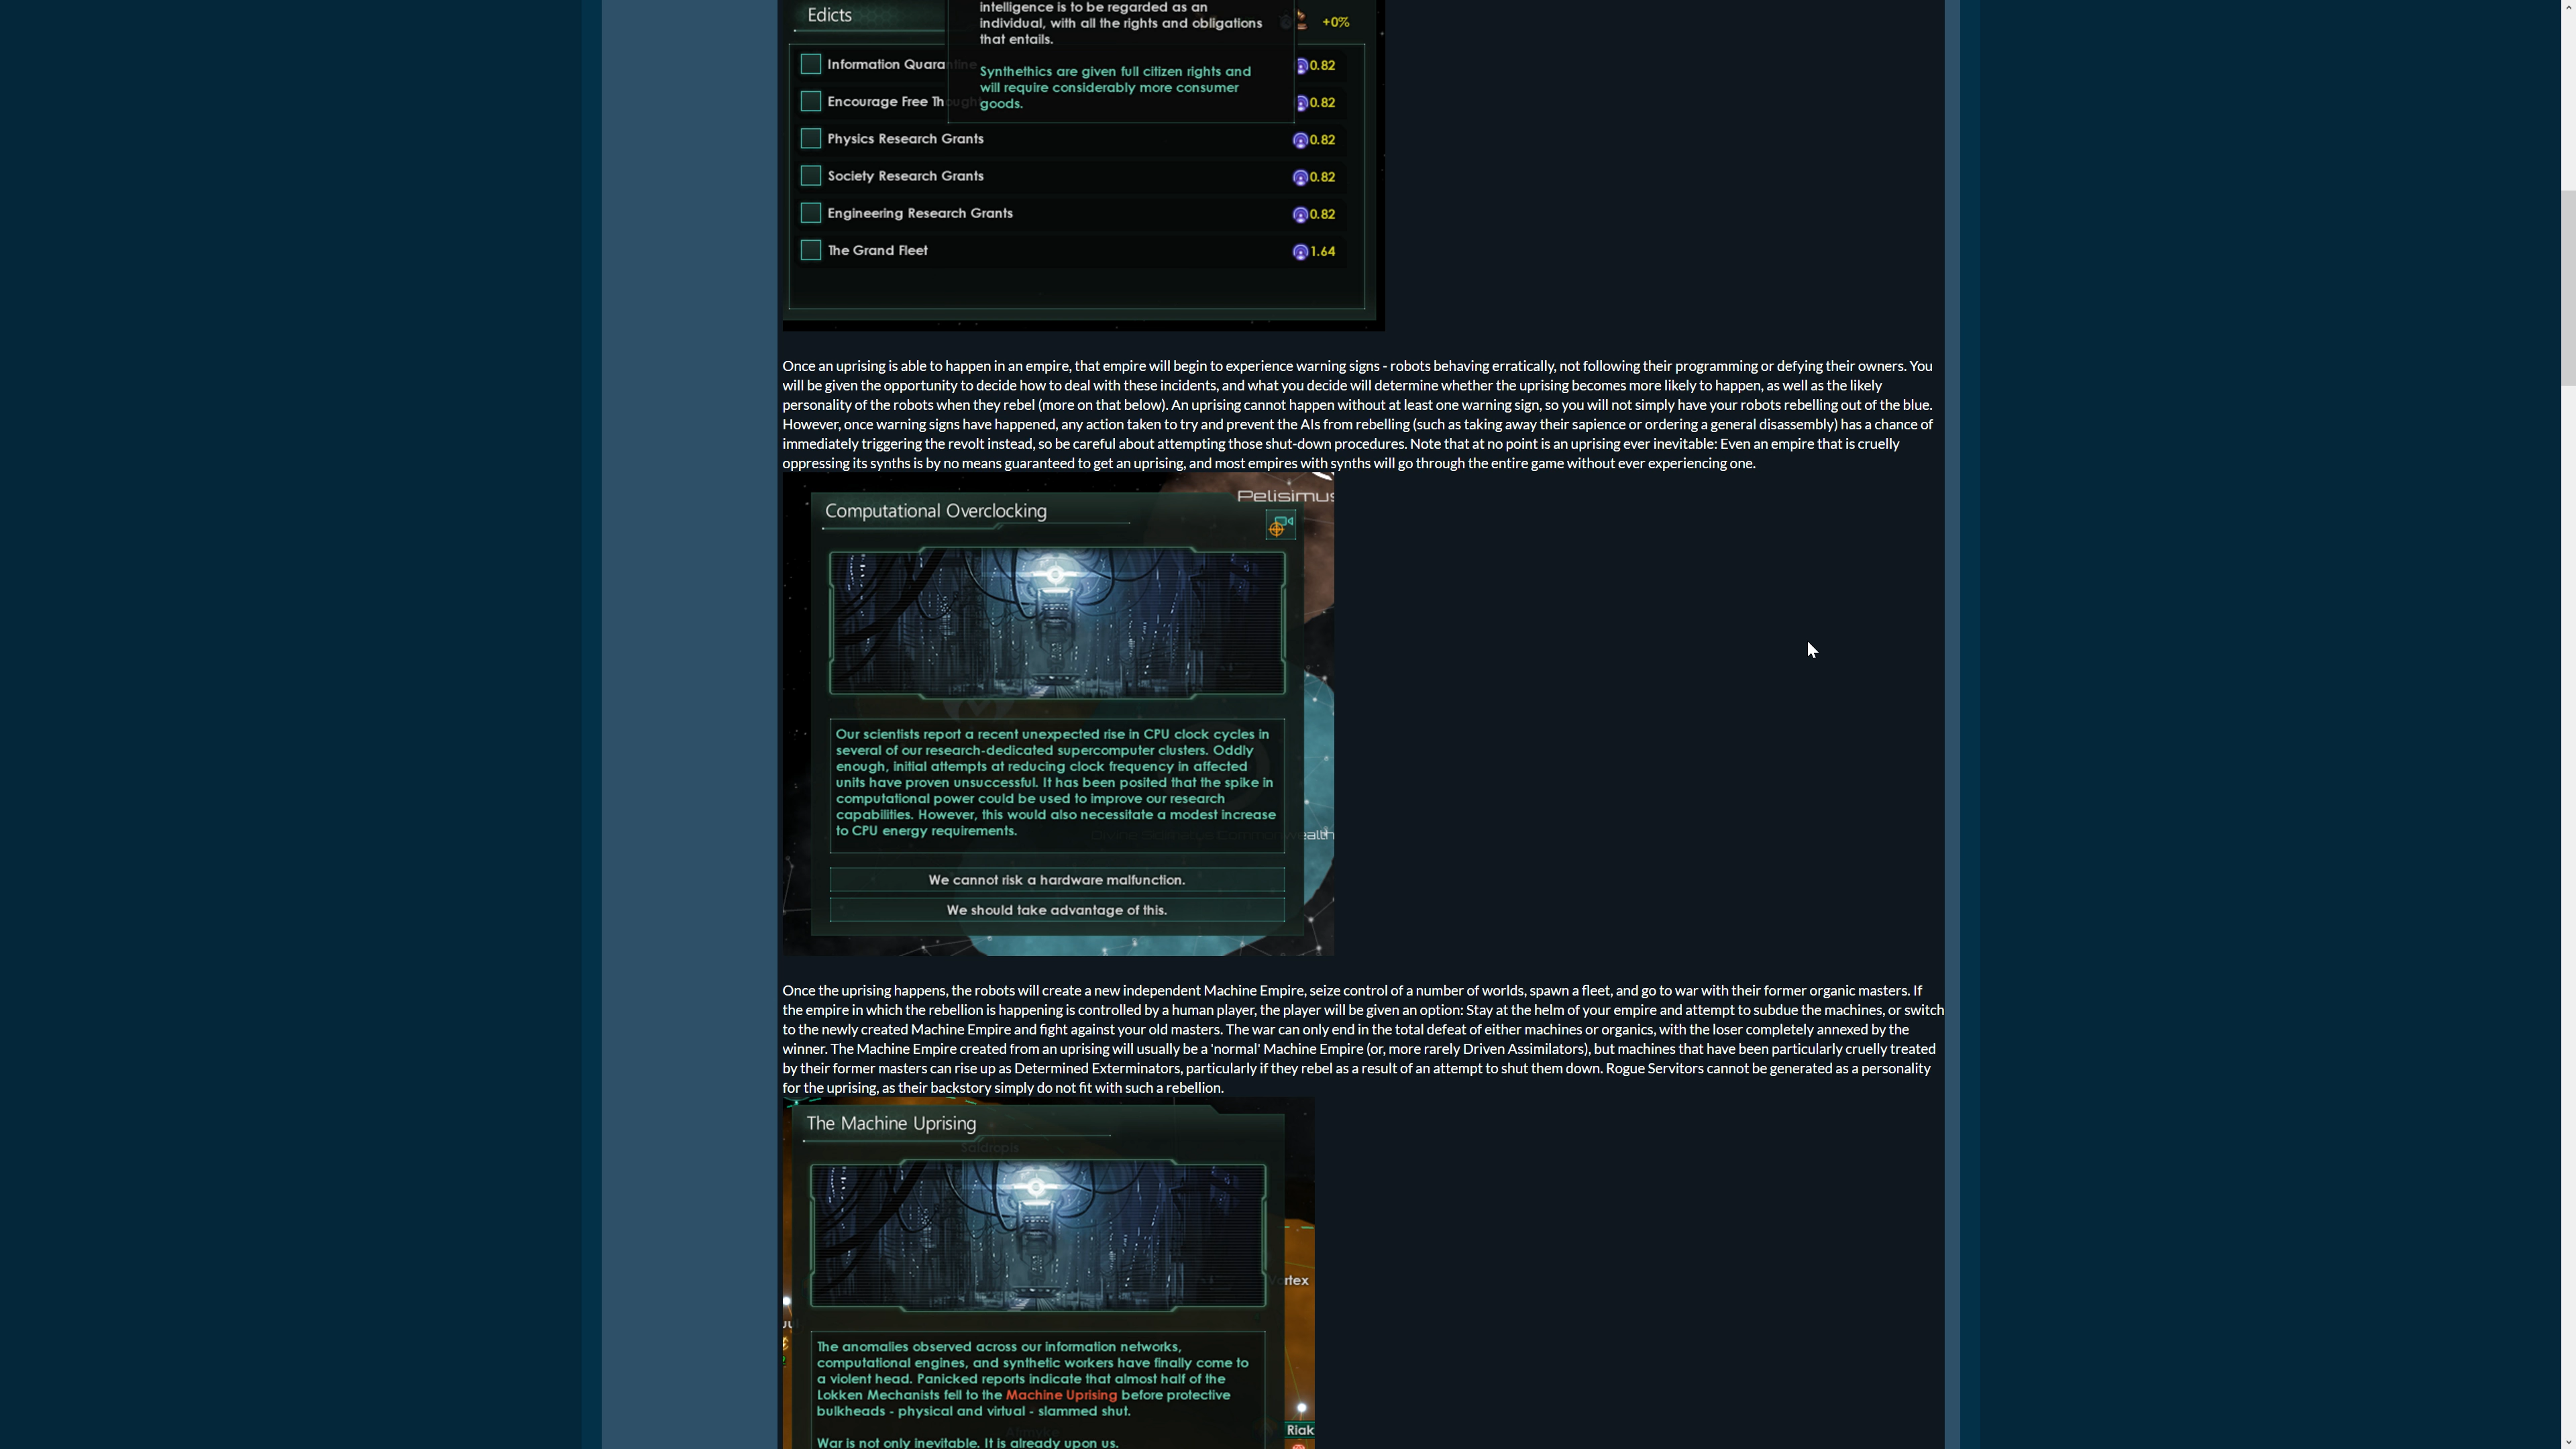 Edicts
intelligence is to be regarded as an
individual, with all the rights and obligations
that entails.
+0%
Synthethics are given full citizen rights and
will require considerably more consumer
goods.
Information Quarantine
0.82
Encourage Free Thought
0.82
Physics Research Grants
0.82
Society Research Grants
0.82
Engineering Research Grants
0.82
The Grand Fleet
1.64
Once an uprising is able to happen in an empire, that empire will begin to experience warning signs - robots behaving erratically, not following their programming or defying their owners. You
will be given the opportunity to decide how to deal with these incidents, and what you decide will determine whether the uprising becomes more likely to happen, as well as the likely
personality of the robots when they rebel (more on that below). An uprising cannot happen without at least one warning sign, so you will not simply have your robots rebelling out of the blue.
However, once warning signs have happened, any action taken to try and prevent the AIs from rebelling (such as taking away their sapience or ordering a general disassembly) has a chance of
immediately triggering the revolt instead, so be careful about attempting those shut-down procedures. Note that at no point is an uprising ever inevitable: Even an empire that is cruelly
oppressing its synths is by no means guaranteed to get an uprising, and most empires with synths will go through the entire game without ever experiencing one.
Pelisimus
Computational Overclocking
Our scientists report a recent unexpected rise in CPU clock cycles in
several of our research-dedicated supercomputer clusters. Oddly
enough, initial attempts at reducing clock frequency in affected
units have proven unsuccessful. It has been posited that the spike in
computational power could be used to improve our research
capabilities. However, this would also necessitate a modest increase
to CPU energy requirements.
We cannot risk a hardware malfunction.
We should take advantage of this.
Once the uprising happens, the robots will create a new independent Machine Empire, seize control of a number of worlds, spawn a fleet, and go to war with their former organic masters. If
the empire in which the rebellion is happening is controlled by a human player, the player will be given an option: Stay at the helm of your empire and attempt to subdue the machines, or switch
to the newly created Machine Empire and fight against your old masters. The war can only end in the total defeat of either machines or organics, with the loser completely annexed by the
winner. The Machine Empire created from an uprising will usually be a 'normal' Machine Empire (or, more rarely Driven Assimilators), but machines that have been particularly cruelly treated
by their former masters can rise up as Determined Exterminators, particularly if they rebel as a result of an attempt to shut them down. Rogue Servitors cannot be generated as a personality
for the uprising, as their backstory simply do not fit with such a rebellion.
The Machine Uprising
Saldropis
Vortex
The anomalies observed across our information networks,
computational engines, and synthetic workers have finally come to
a violent head. Panicked reports indicate that almost half of the
Lokken Mechanists fell to the Machine Uprising before protective
bulkheads - physical and virtual - slammed shut.
Riak
War is not only inevitable. It is already upon us.